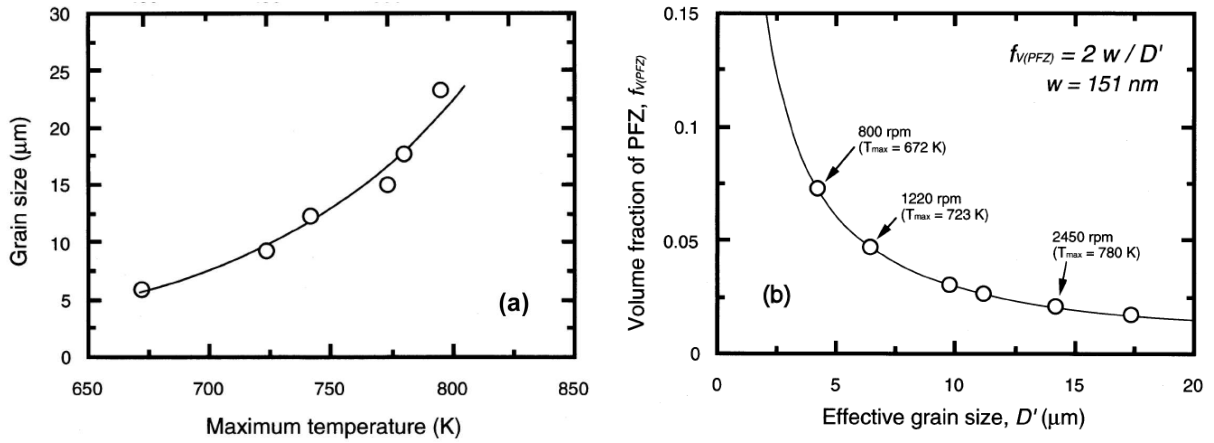 30
25
20
15
10
5
0
650
700
750
800
850
Grain size (μm)
Maximum temperature (K)
(a)
0.15
0.1
0.05
0
0
5
10
15
20
Volume fraction of PFZ, fV(PFZ)
Effective grain size, D' (μm)
fV(PFZ) = 2 w / D'
w = 151 nm
800 rpm
(Tmax = 672 K)
1220 rpm
(Tmax = 723 K)
2450 rpm
(Tmax = 780 K)
(b)